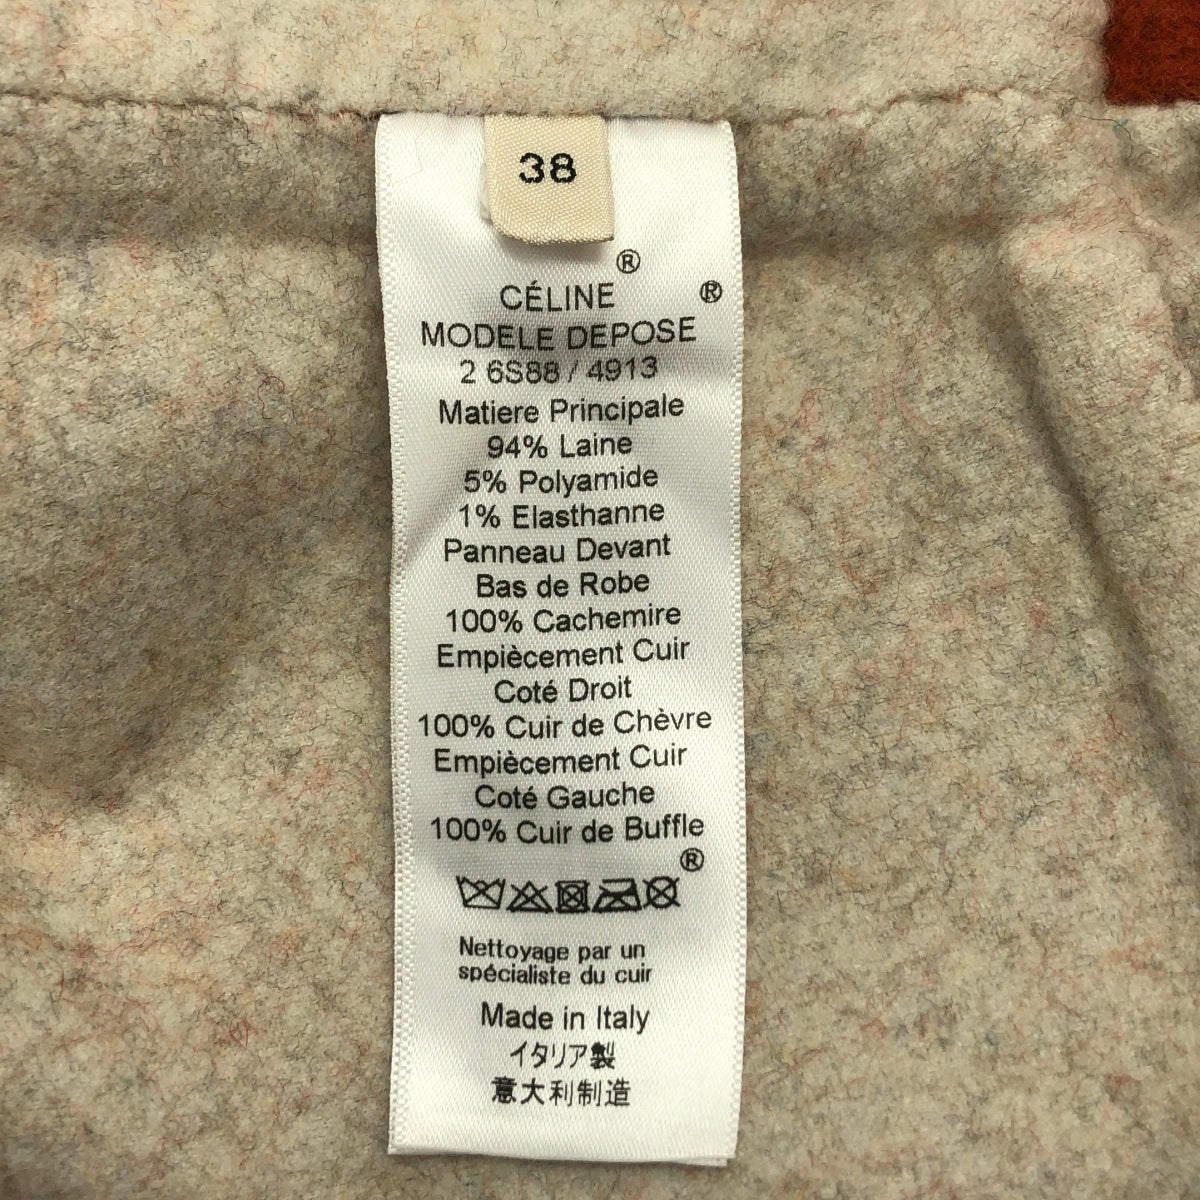 38
®
CÉLINE ®
MODELE DEPOSE
2 6S88 / 4913
Matiere Principale
94% Laine
5% Polyamide
1% Elasthanne
Panneau Devant
Bas de Robe
100% Cachemire
Empiècement Cuir
Coté Droit
100% Cuir de Chèvre
Empiècement Cuir
Coté Gauche
100% Cuir de Buffle
®
Nettoyage par un
spécialiste du cuir
Made in Italy
イタリア製
意大利制造